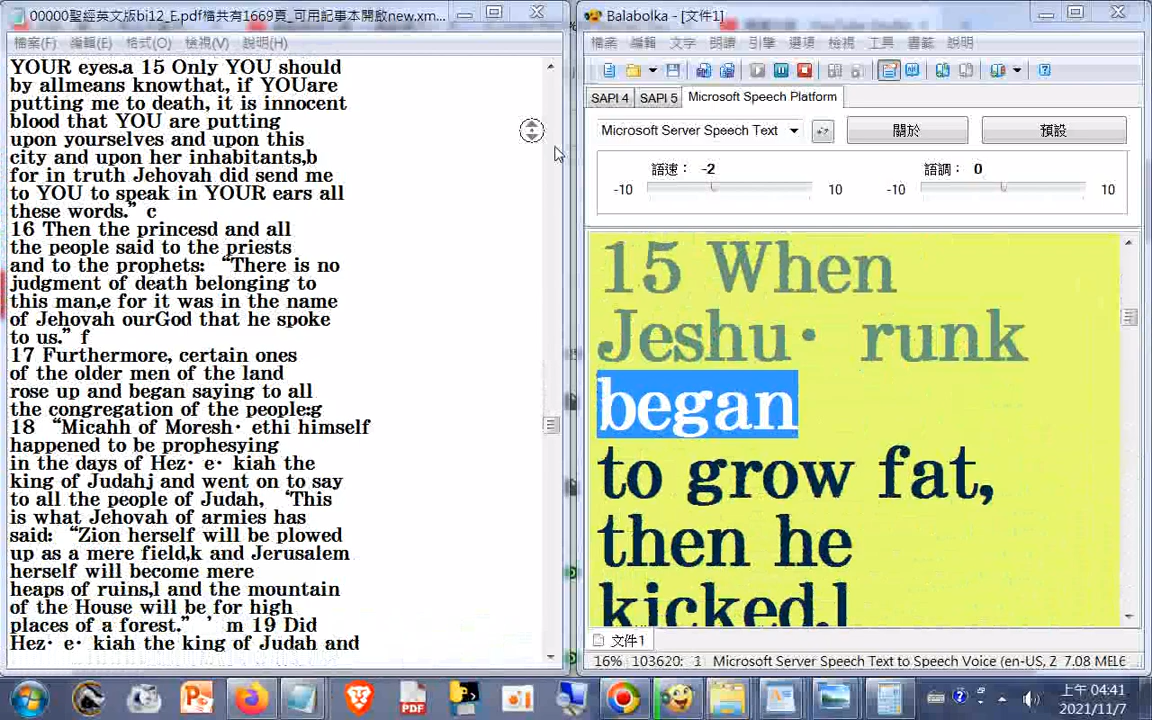 00000聖經英文版bi12_E.pdf檔共有1669頁_可用記事本開啟new.xm...
檔案(F) 編輯(E) 格式(O) 檢視(V) 說明(H)
YOUR eyes.a 15 Only YOU should
by allmeans knowthat, if YOUare
putting me to death, it is innocent
blood that YOU are putting
upon yourselves and upon this
city and upon her inhabitants,b
for in truth Jehovah did send me
to YOU to speak in YOUR ears all
these words.” c
16 Then the princesd and all
the people said to the priests
and to the prophets: “There is no
judgment of death belonging to
this man,e for it was in the name
of Jehovah ourGod that he spoke
to us.” f
17 Furthermore, certain ones
of the older men of the land
rose up and began saying to all
the congregation of the people:g
18 “Micahh of Moresh· ethi himself
happened to be prophesying
in the days of Hez· e· kiah the
king of Judahj and went on to say
to all the people of Judah, ‘This
is what Jehovah of armies has
said: “Zion herself will be plowed
up as a mere field,k and Jerusalem
herself will become mere
heaps of ruins,l and the mountain
of the House will be for high
places of a forest.” ’ m 19 Did
Hez· e· kiah the king of Judah and
Balabolka - [文件1]
檔案 編輯 文字 朗讀 引擎 選項 檢視 工具 書籤 說明
SAPI 4 SAPI 5 Microsoft Speech Platform
Microsoft Server Speech Text 關於 預設
語速: -2 語調: 0
-10 10 -10 10
15 When
Jeshu· runk
began
to grow fat,
then he
kicked.l
文件1
16% 103620: 1 Microsoft Server Speech Text to Speech Voice (en-US, Z 7.08 МБ
上午 04:41
2021/11/7